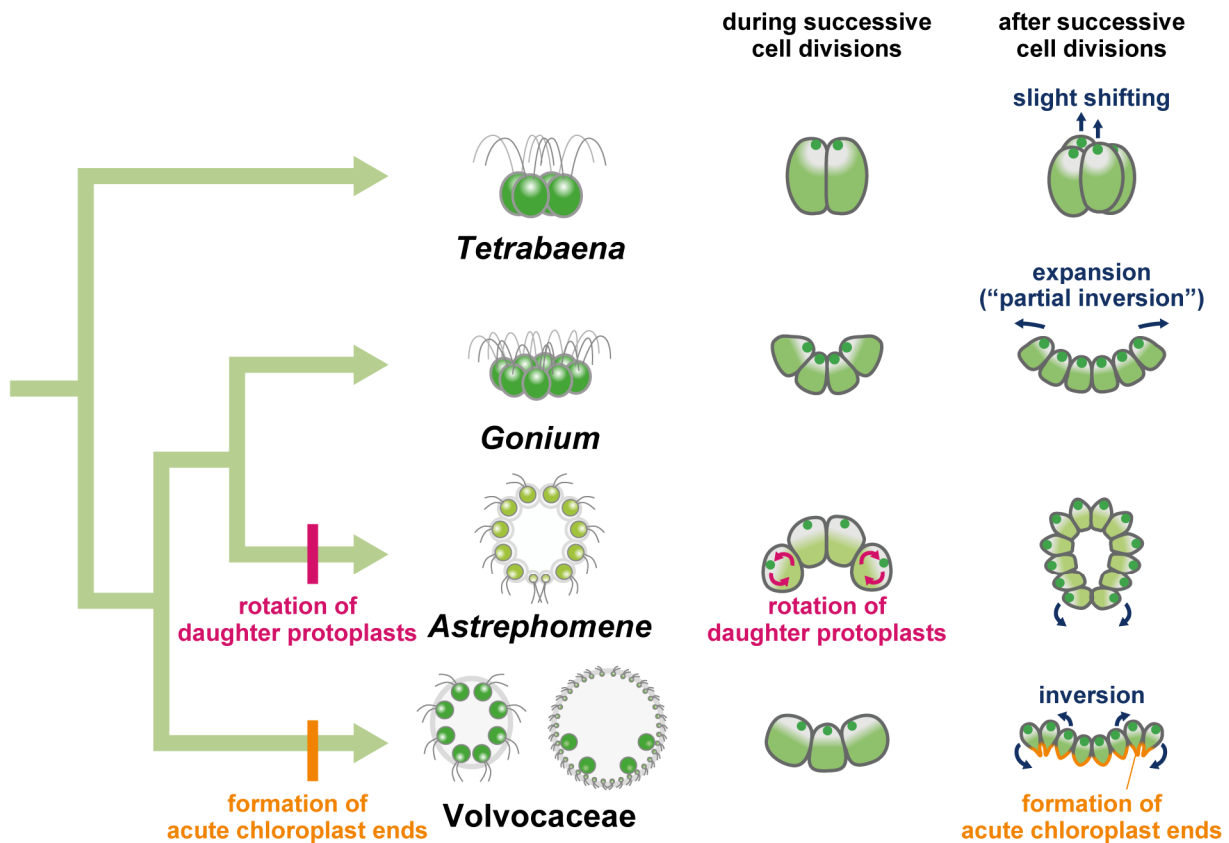 during successive
cell divisions
after successive
cell divisions
slight shifting
Tetrabaena
expansion
(“partial inversion”)
Gonium
rotation of
daughter protoplasts
Astrephomene
rotation of
daughter protoplasts
inversion
formation of
acute chloroplast ends
Volvocaceae
formation of
acute chloroplast ends